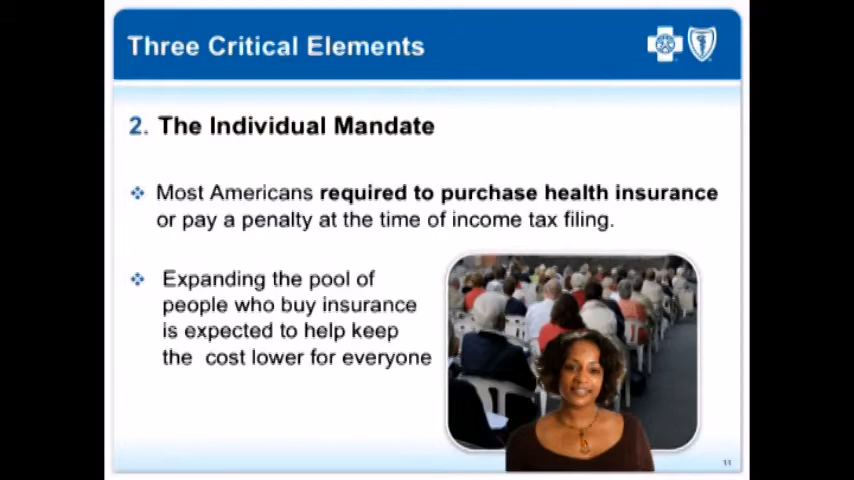 Three Critical Elements
2. The Individual Mandate
Most Americans required to purchase health insurance
or pay a penalty at the time of income tax filing.
Expanding the pool of
people who buy insurance
is expected to help keep
the cost lower for everyone
11